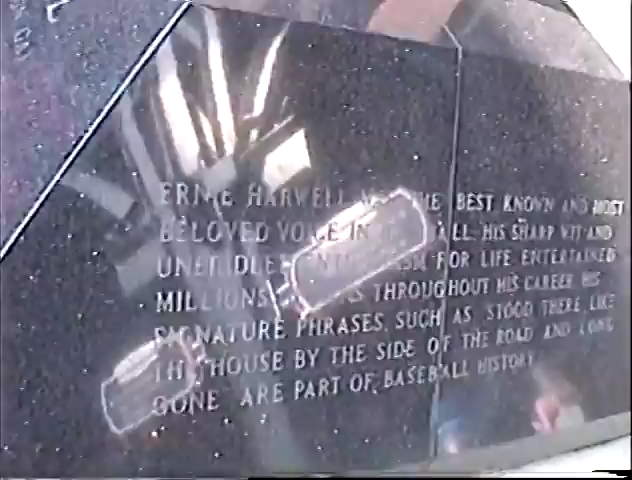 ERNIE HARWELL THE BEST KNOWN AND MOST
BELOVED VOICE IN BASEBALL. HIS SHARP WIT AND
UNBRIDLED ENTHUSIASM FOR LIFE ENTERTAINED
MILLIONS THROUGHOUT HIS CAREER. HIS
SIGNATURE PHRASES, SUCH AS STOOD THERE LIKE
THE HOUSE BY THE SIDE OF THE ROAD AND LONG
GONE ARE PART OF BASEBALL HISTORY.